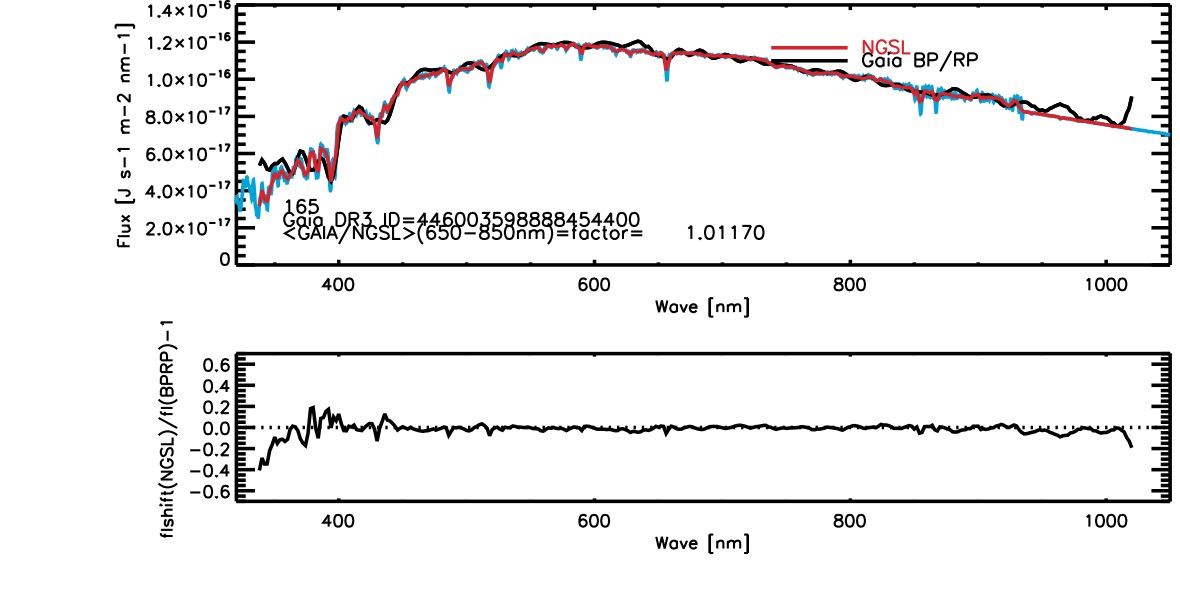 1.4×10−16
1.2×10−16
1.0×10−16
8.0×10−17
6.0×10−17
4.0×10−17
2.0×10−17
0
Flux [J s−1 m−2 nm−1]
NGSL
Gaia BP/RP
165
Gaia DR3 ID=446003598888454400
<GAIA/NGSL>(650−850nm)=factor= 1.01170
400 600 800 1000
Wave [nm]
0.6
0.4
0.2
0.0
−0.2
−0.4
−0.6
flshift(NGSL)/fl(BPRP)−1
400 600 800 1000
Wave [nm]